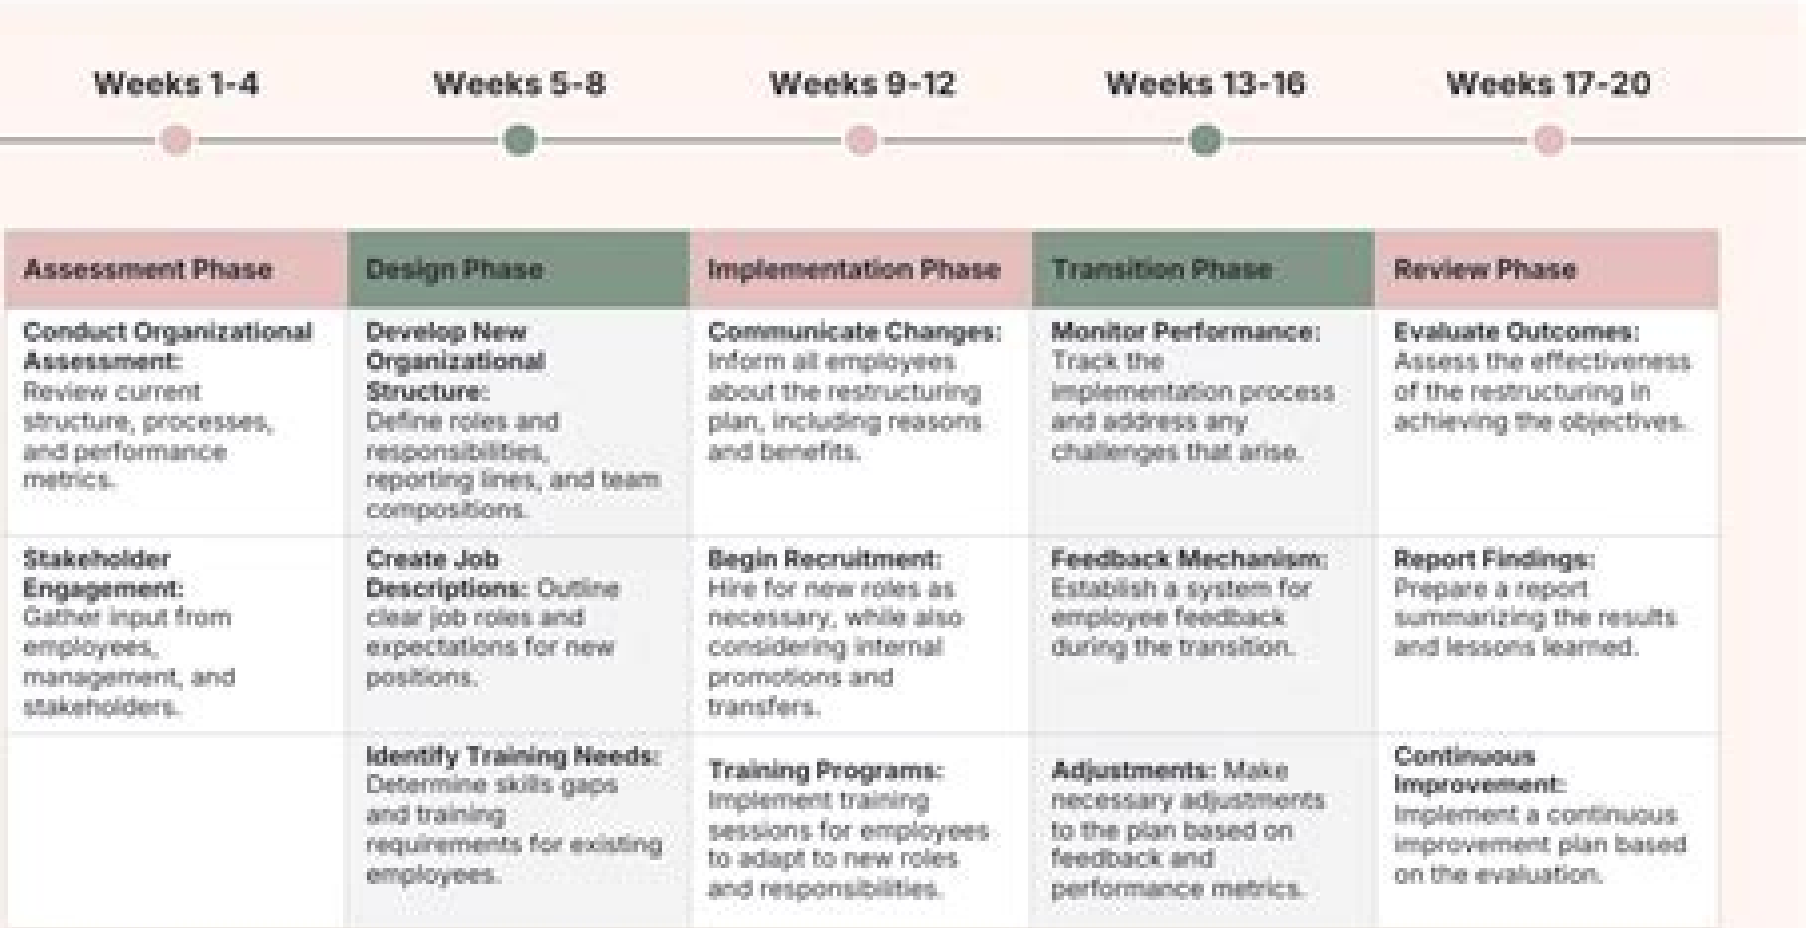 Weeks 1-4
Weeks 5-8
Weeks 9-12
Weeks 13-16
Weeks 17-20
Assessment Phase
Design Phase
Implementation Phase
Transition Phase
Review Phase
Conduct Organizational
Assessment:
Review current
structure, processes,
and performance
metrics.
Develop New
Organizational
Structure:
Define roles and
responsibilities,
reporting lines, and team
compositions.
Communicate Changes:
Inform all employees
about the restructuring
plan, including reasons
and benefits.
Monitor Performance:
Track the
implementation process
and address any
challenges that arise.
Evaluate Outcomes:
Assess the effectiveness
of the restructuring in
achieving the objectives.
Stakeholder
Engagement:
Gather input from
employees,
management, and
stakeholders.
Create Job
Descriptions: Outline
clear job roles and
expectations for new
positions.
Begin Recruitment:
Hire for new roles as
necessary, while also
considering internal
promotions and
transfers.
Feedback Mechanism:
Establish a system for
employee feedback
during the transition.
Report Findings:
Prepare a report
summarizing the results
and lessons learned.
Identify Training Needs:
Determine skills gaps
and training
requirements for existing
employees.
Training Programs:
Implement training
sessions for employees
to adapt to new roles
and responsibilities.
Adjustments: Make
necessary adjustments
to the plan based on
feedback and
performance metrics.
Continuous
Improvement:
Implement a continuous
improvement plan based
on the evaluation.